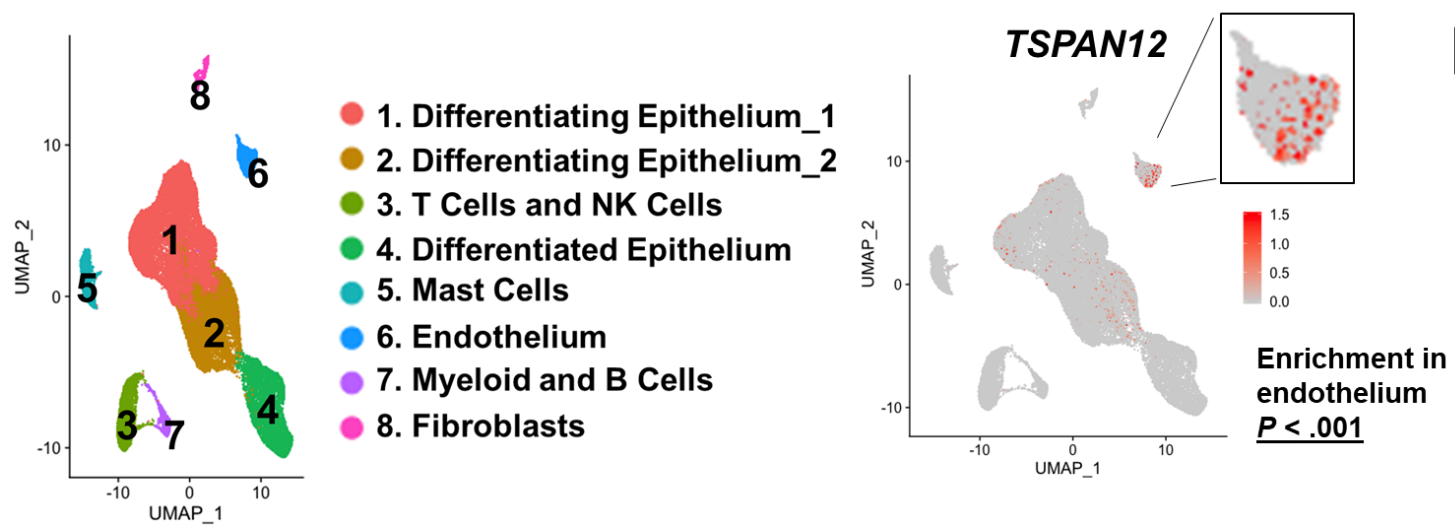 UMAP_2
10
0
-10
-10
0
10
UMAP_1
1
2
3
4
5
6
7
8
1. Differentiating Epithelium_1
2. Differentiating Epithelium_2
3. T Cells and NK Cells
4. Differentiated Epithelium
5. Mast Cells
6. Endothelium
7. Myeloid and B Cells
8. Fibroblasts
TSPAN12
UMAP_2
10
0
-10
-10
0
10
UMAP_1
1.5
1.0
0.5
0.0
Enrichment in
endothelium
P < .001